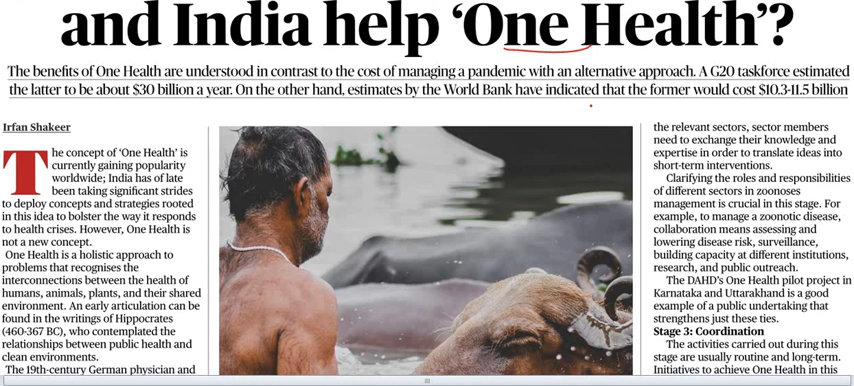 and India help ‘One Health’?
The benefits of One Health are understood in contrast to the cost of managing a pandemic with an alternative approach. A G20 taskforce estimated
the latter to be about $30 billion a year. On the other hand, estimates by the World Bank have indicated that the former would cost $10.3-11.5 billion
Irfan Shakeer
The concept of ‘One Health’ is
currently gaining popularity
worldwide; India has of late
been taking significant strides
to deploy concepts and strategies rooted
in this idea to bolster the way it responds
to health crises. However, One Health is
not a new concept.
One Health is a holistic approach to
problems that recognises the
interconnections between the health of
humans, animals, plants, and their shared
environment. An early articulation can be
found in the writings of Hippocrates
(460-367 BC), who contemplated the
relationships between public health and
clean environments.
The 19th-century German physician and
the relevant sectors, sector members
need to exchange their knowledge and
expertise in order to translate ideas into
short-term interventions.
Clarifying the roles and responsibilities
of different sectors in zoonoses
management is crucial in this stage. For
example, to manage a zoonotic disease,
collaboration means assessing and
lowering disease risk, surveillance,
building capacity at different institutions,
research, and public outreach.
The DAHD’s One Health pilot project in
Karnataka and Uttarakhand is a good
example of a public undertaking that
strengthens just these ties.
Stage 3: Coordination
The activities carried out during this
stage are usually routine and long-term.
Initiatives to achieve One Health in this